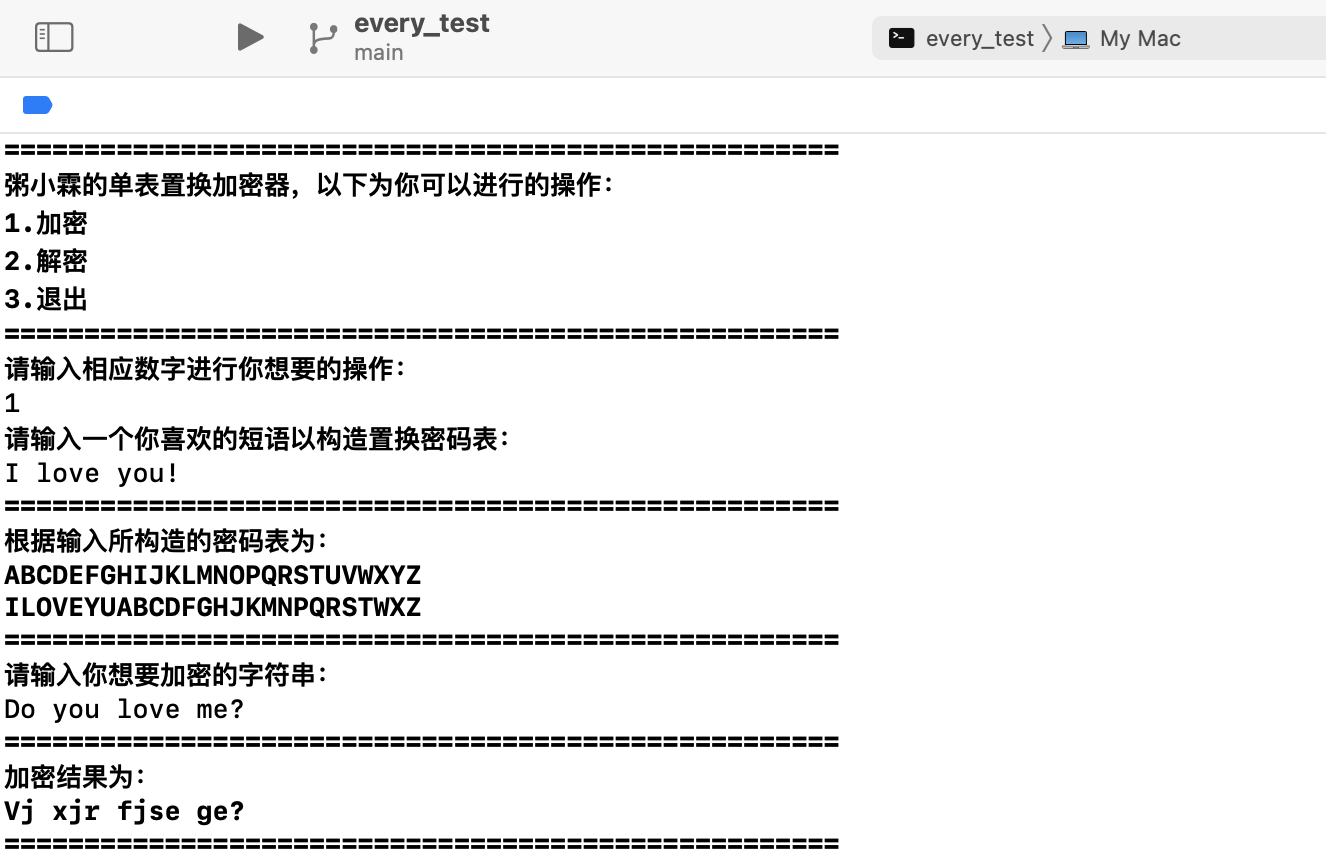 every_test
main
every_test 〉 My Mac
====================================================
粥小霖的单表置换加密器，以下为你可以进行的操作：
1.加密
2.解密
3.退出
====================================================
请输入相应数字进行你想要的操作：
1
请输入一个你喜欢的短语以构造置换密码表：
I love you!
====================================================
根据输入所构造的密码表为：
ABCDEFGHIJKLMNOPQRSTUVWXYZ
ILOVEYUABCDFGHJKMNPQRSTWXZ
====================================================
请输入你想要加密的字符串：
Do you love me?
====================================================
加密结果为：
Vj xjr fjse ge?
====================================================